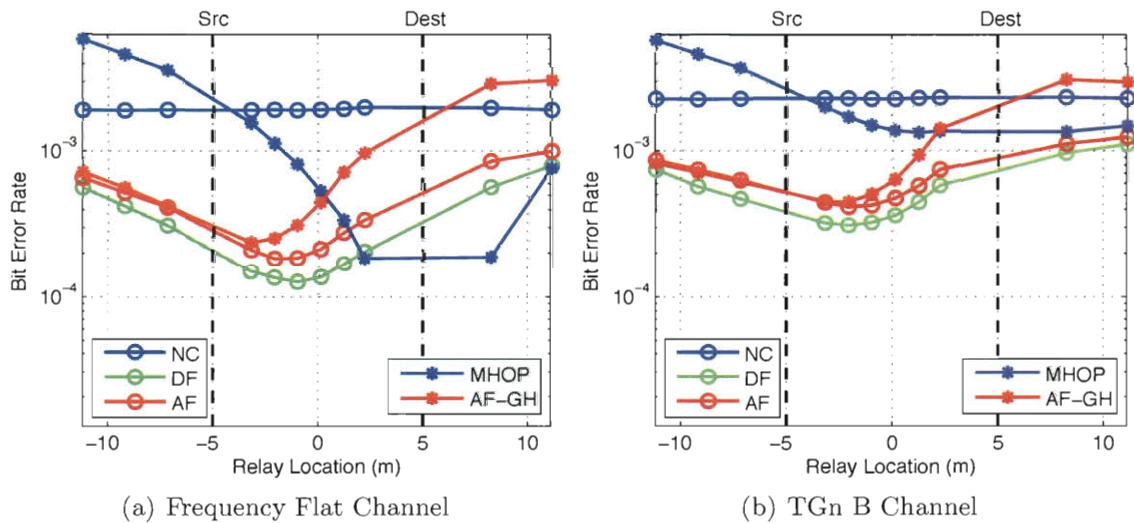 Src
Dest
Bit Error Rate
10−3
10−4
NC
DF
AF
MHOP
AF−GH
−10
−5
0
5
10
Relay Location (m)
(a) Frequency Flat Channel
Src
Dest
Bit Error Rate
10−3
10−4
NC
DF
AF
MHOP
AF−GH
−10
−5
0
5
10
Relay Location (m)
(b) TGn B Channel